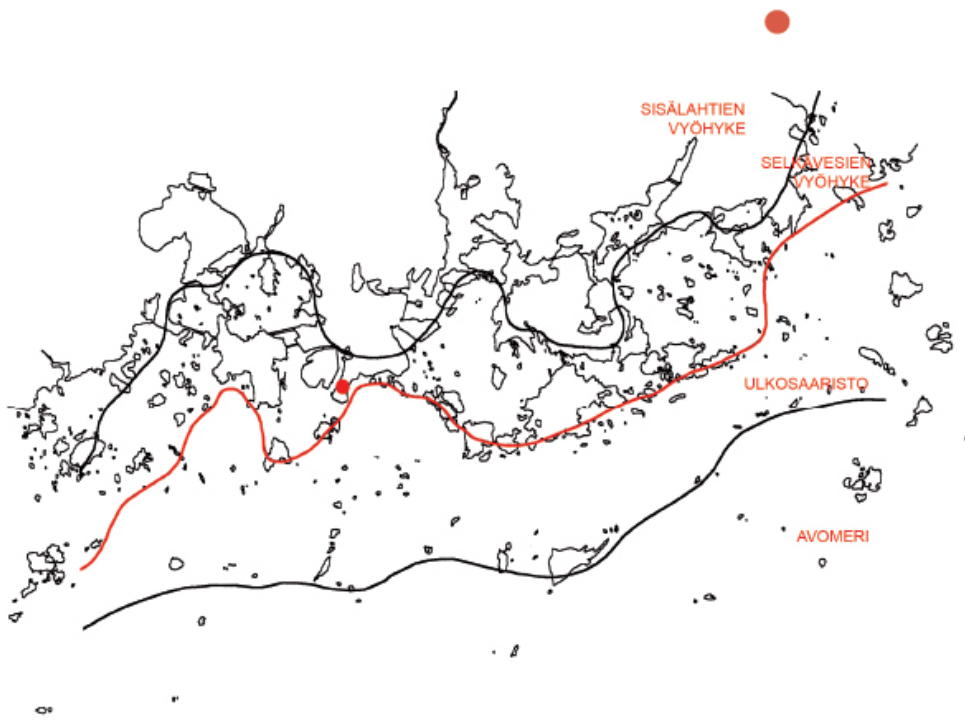 SISÄLAHTIEN
VYÖHYKE
SELKÄVESIEN
VYÖHYKE
ULKOSAARISTO
AVOMERI